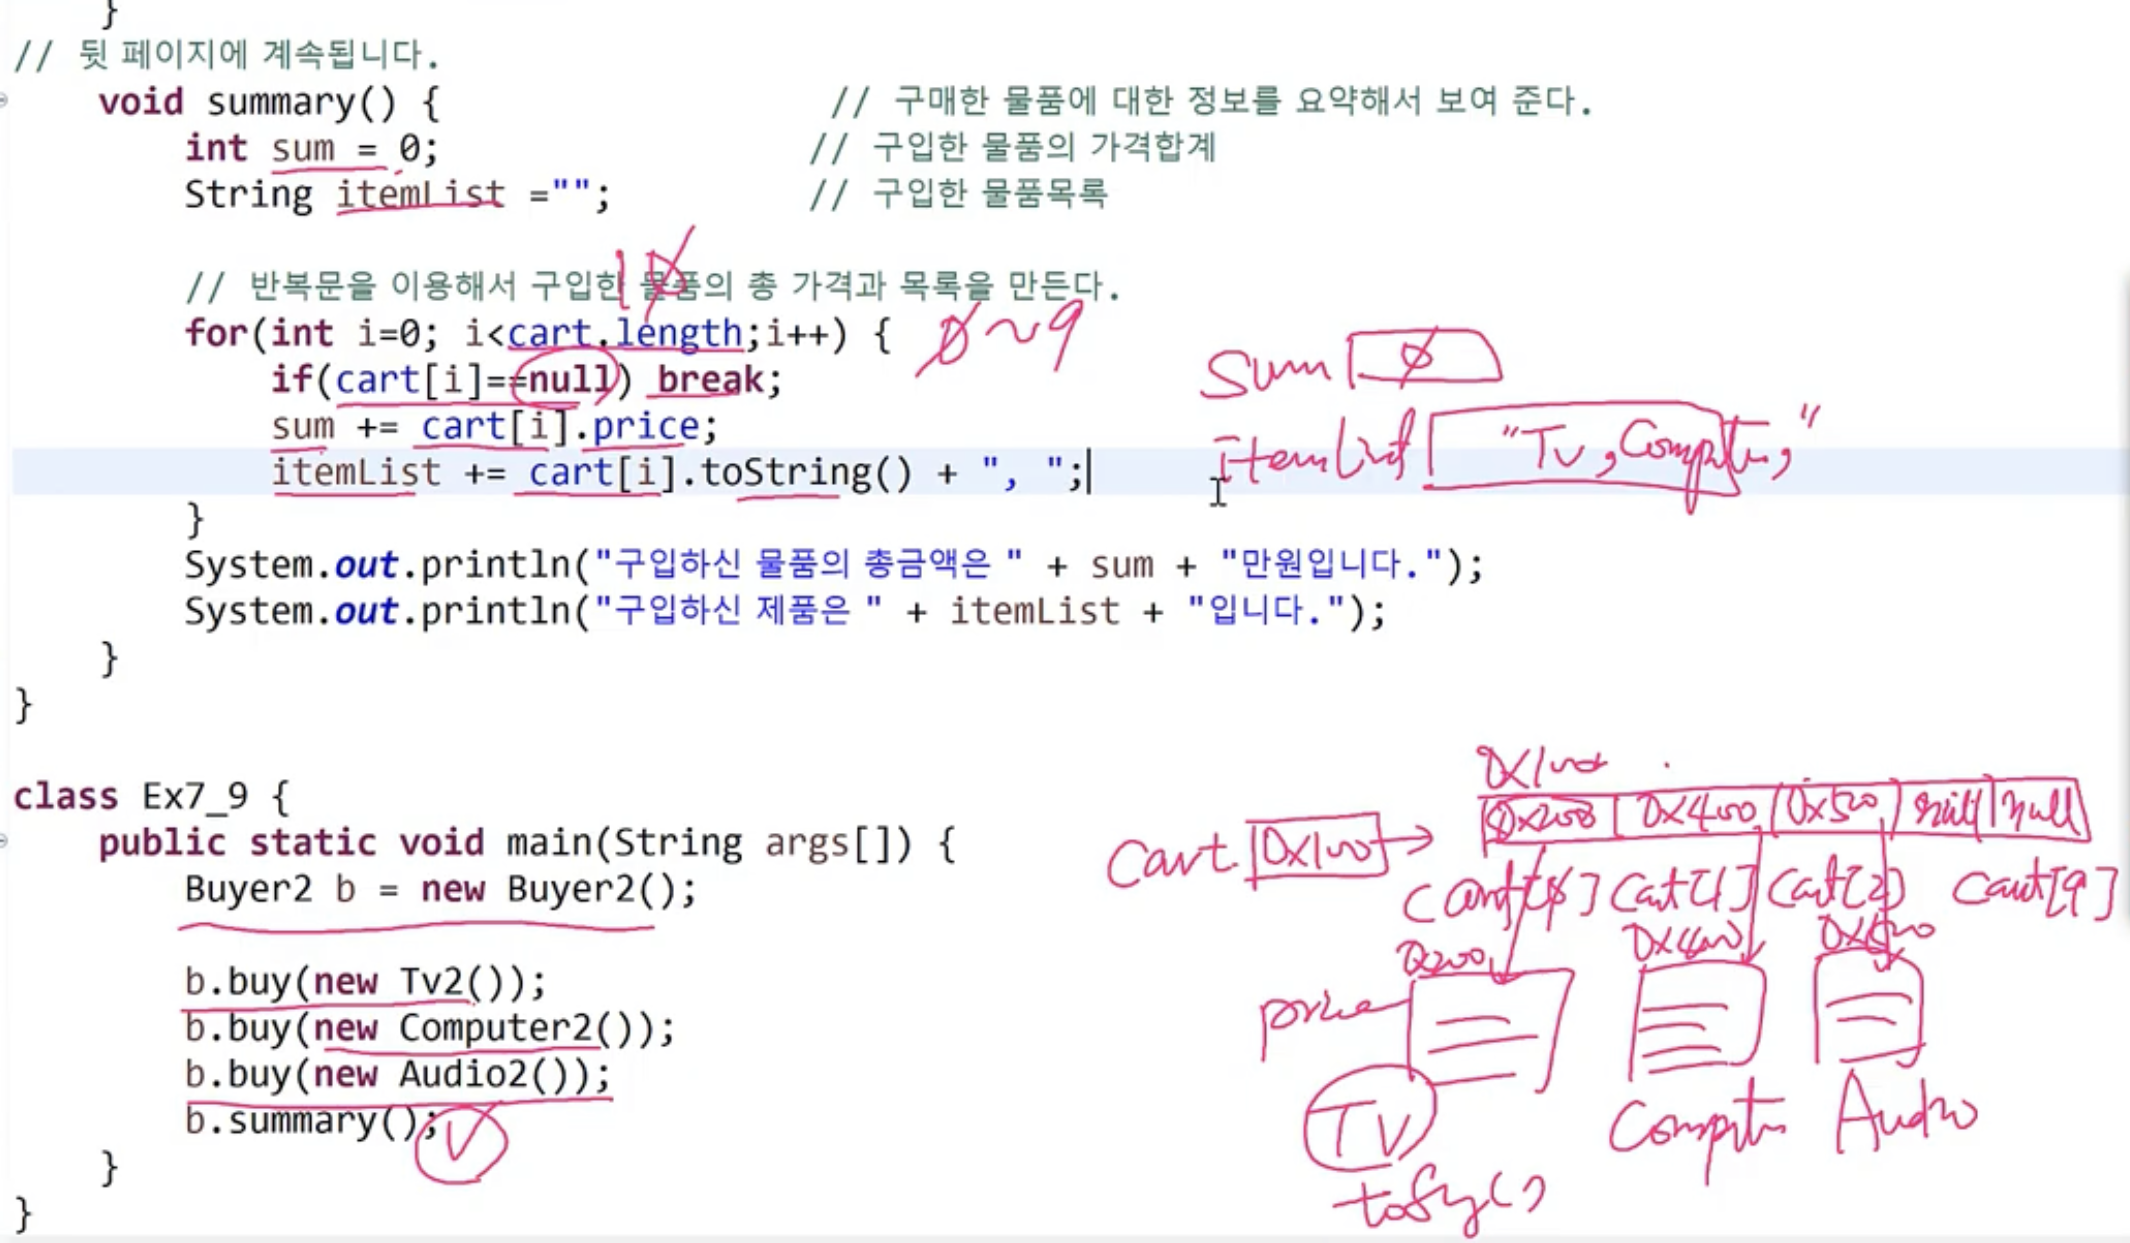 }
// 뒷 페이지에 계속됩니다.
void summary() { // 구매한 물품에 대한 정보를 요약해서 보여 준다.
int sum = 0; // 구입한 물품의 가격합계
String itemList =""; // 구입한 물품목록
1 0
// 반복문을 이용해서 구입한 물품의 총 가격과 목록을 만든다.
for(int i=0; i<cart.length;i++) { 0~9
if(cart[i]==null) break; Sum 0
sum += cart[i].price;
itemList += cart[i].toString() + ", "; itemList "Tv, Computer,"
}
System.out.println("구입하신 물품의 총금액은 " + sum + "만원입니다.");
System.out.println("구입하신 제품은 " + itemList + "입니다.");
}
}
class Ex7_9 {
0x100
0x200 0x400 0x500 null null
public static void main(String args[]) { Cart 0x100
Buyer2 b = new Buyer2(); Cart[0] Cart[1] Cart[2] Cart[9]
0x200 0x400 0x500
b.buy(new Tv2()); price
b.buy(new Computer2());
b.buy(new Audio2());
b.summary(); TV Computer Audio
}
}